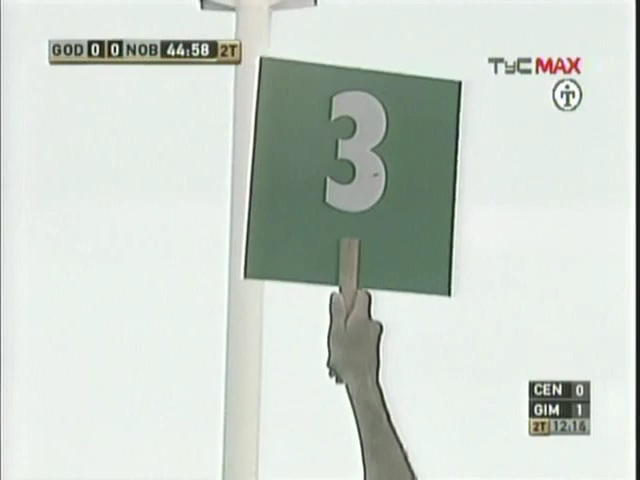 GOD 0 0 NOB 44:58 2T
TyC MAX
T
3
CEN 0
GIM 1
2T 12:16